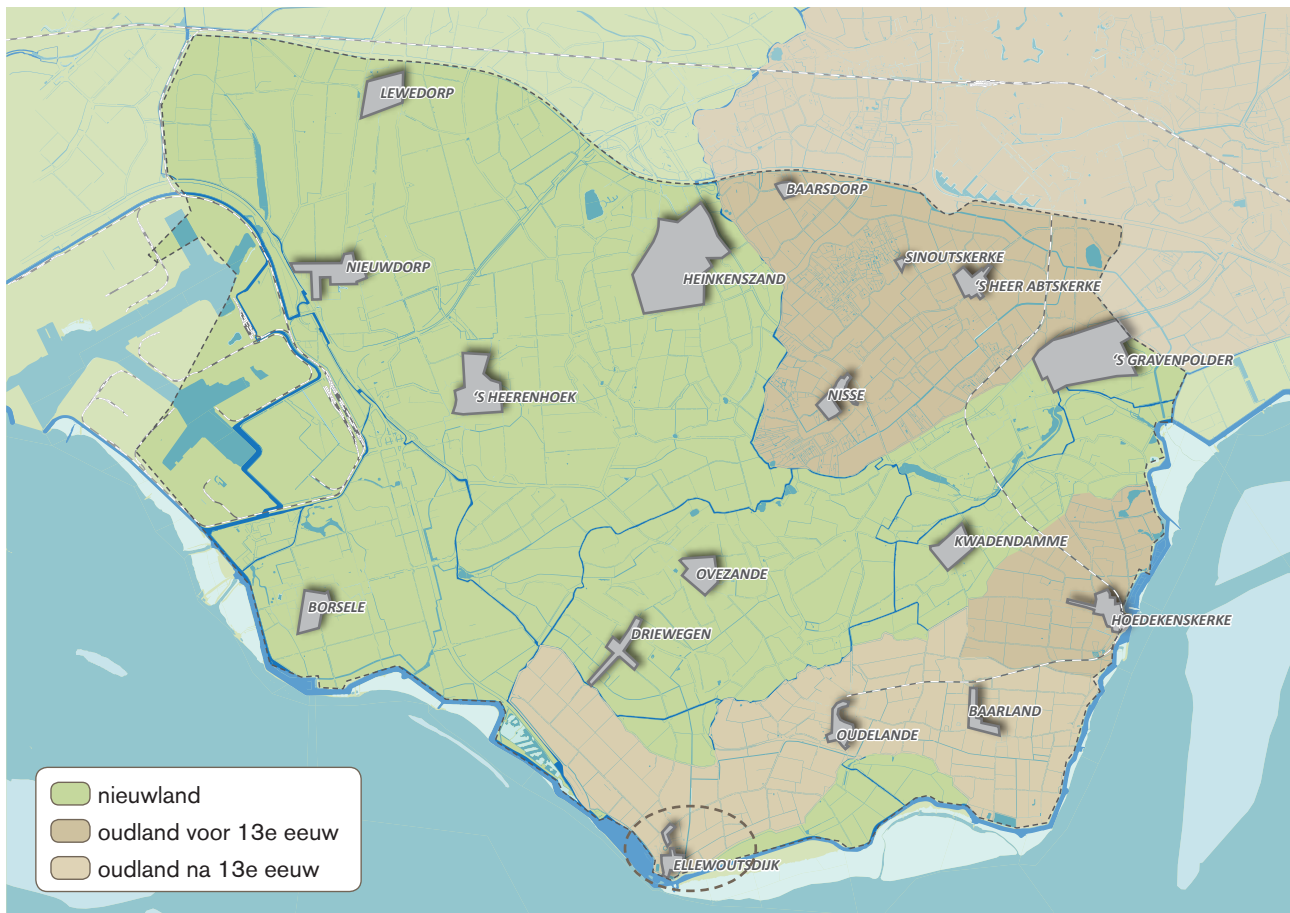 LEWEDORP
BAARSDORP
SINOUTSKERKE
NIEUWDORP
HEINKENSZAND
'S HEER ABTSKERKE
'S GRAVENPOLDER
'S HEERENHOEK
NISSE
KWADENDAMME
OVEZANDE
BORSELE
HOEDEKENSKERKE
DRIEWEGEN
BAARLAND
OUDELANDE
ELLEWOUTSDIJK
nieuwland
oudland voor 13e eeuw
oudland na 13e eeuw